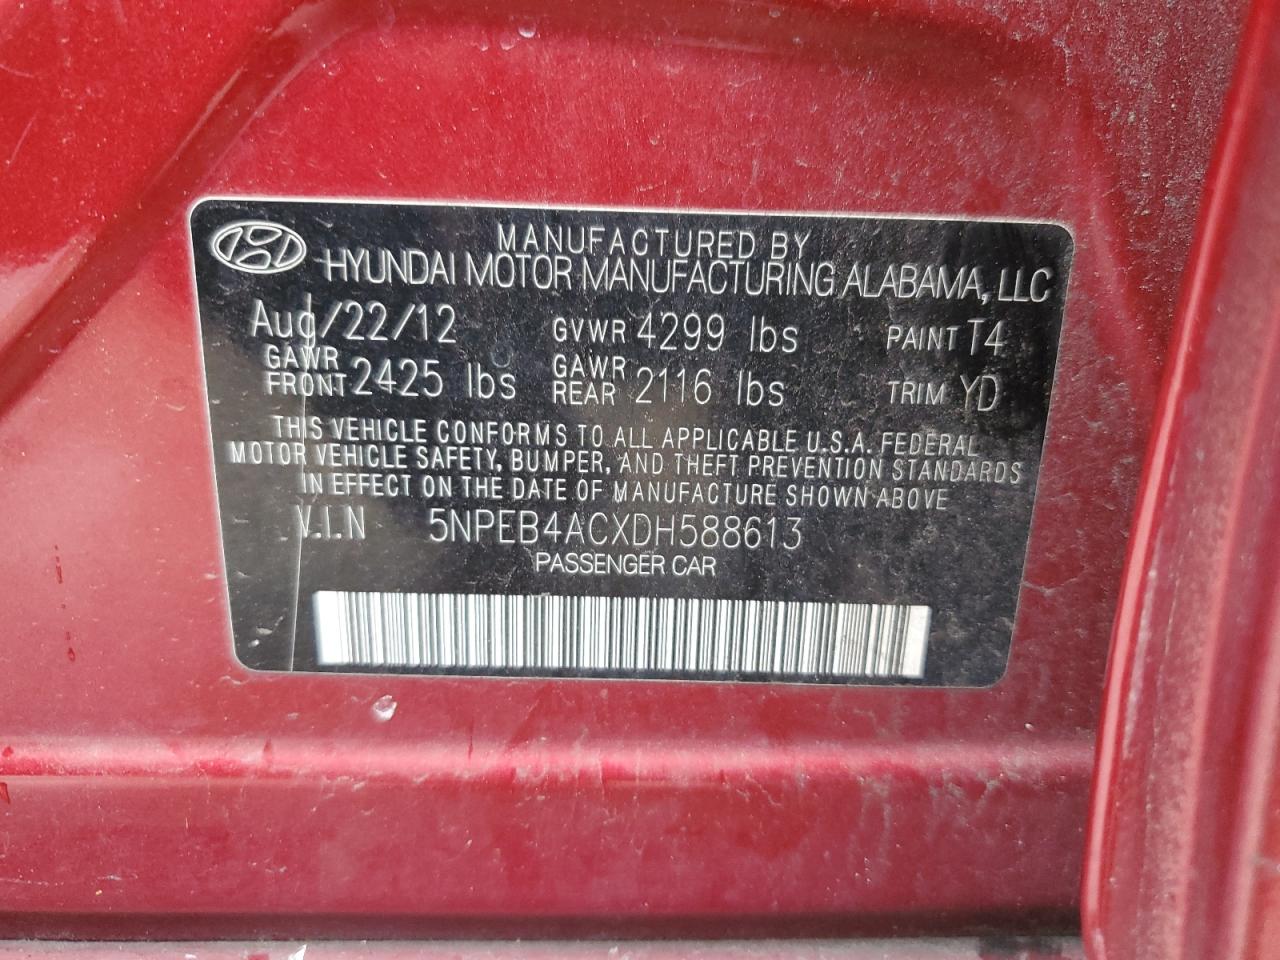 MANUFACTURED BY
HYUNDAI MOTOR MANUFACTURING ALABAMA, LLC
Aug/22/12 GVWR 4299 lbs PAINT T4
GAWR FRONT 2425 lbs GAWR REAR 2116 lbs TRIM YD
THIS VEHICLE CONFORMS TO ALL APPLICABLE U.S.A. FEDERAL
MOTOR VEHICLE SAFETY, BUMPER, AND THEFT PREVENTION STANDARDS
IN EFFECT ON THE DATE OF MANUFACTURE SHOWN ABOVE
V.I.N 5NPEB4ACXDH588613
PASSENGER CAR